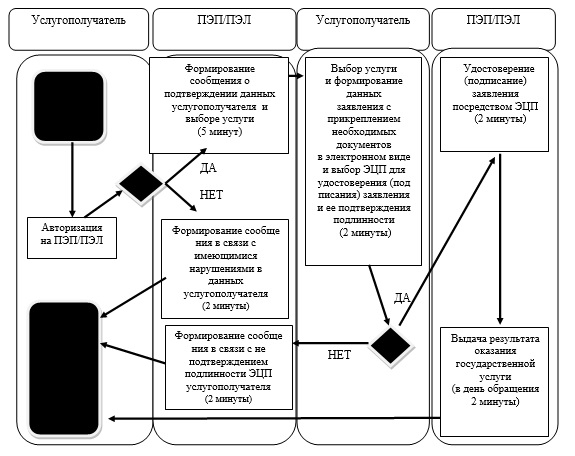 Услугополучатель
ПЭП/ПЭЛ
Услугополучатель
ПЭП/ПЭЛ
Формирование
сообщения о
подтверждении данных
услугополучателя и
выборе услуги
(5 минут)
Выбор услуги
и формирование
данных
заявления с
прикреплением
необходимых
документов
в электронном виде
и выбор ЭЦП для
удостоверения (под
писания) заявления
и ее подтверждения
подлинности
(2 минуты)
Удостоверение
(подписание)
заявления
посредством ЭЦП
(2 минуты)
ДА
НЕТ
Авторизация
на ПЭП/ПЭЛ
Формирование сообще
ния в связи с
имеющимися
нарушениями в
данных
услугополучателя
(2 минуты)
ДА
НЕТ
Формирование сообще
ния в связи с не
подтверждением
подлинности ЭЦП
услугополучателя
(2 минуты)
Выдача результата
оказания
государственной
услуги
(в день обращения
2 минуты)